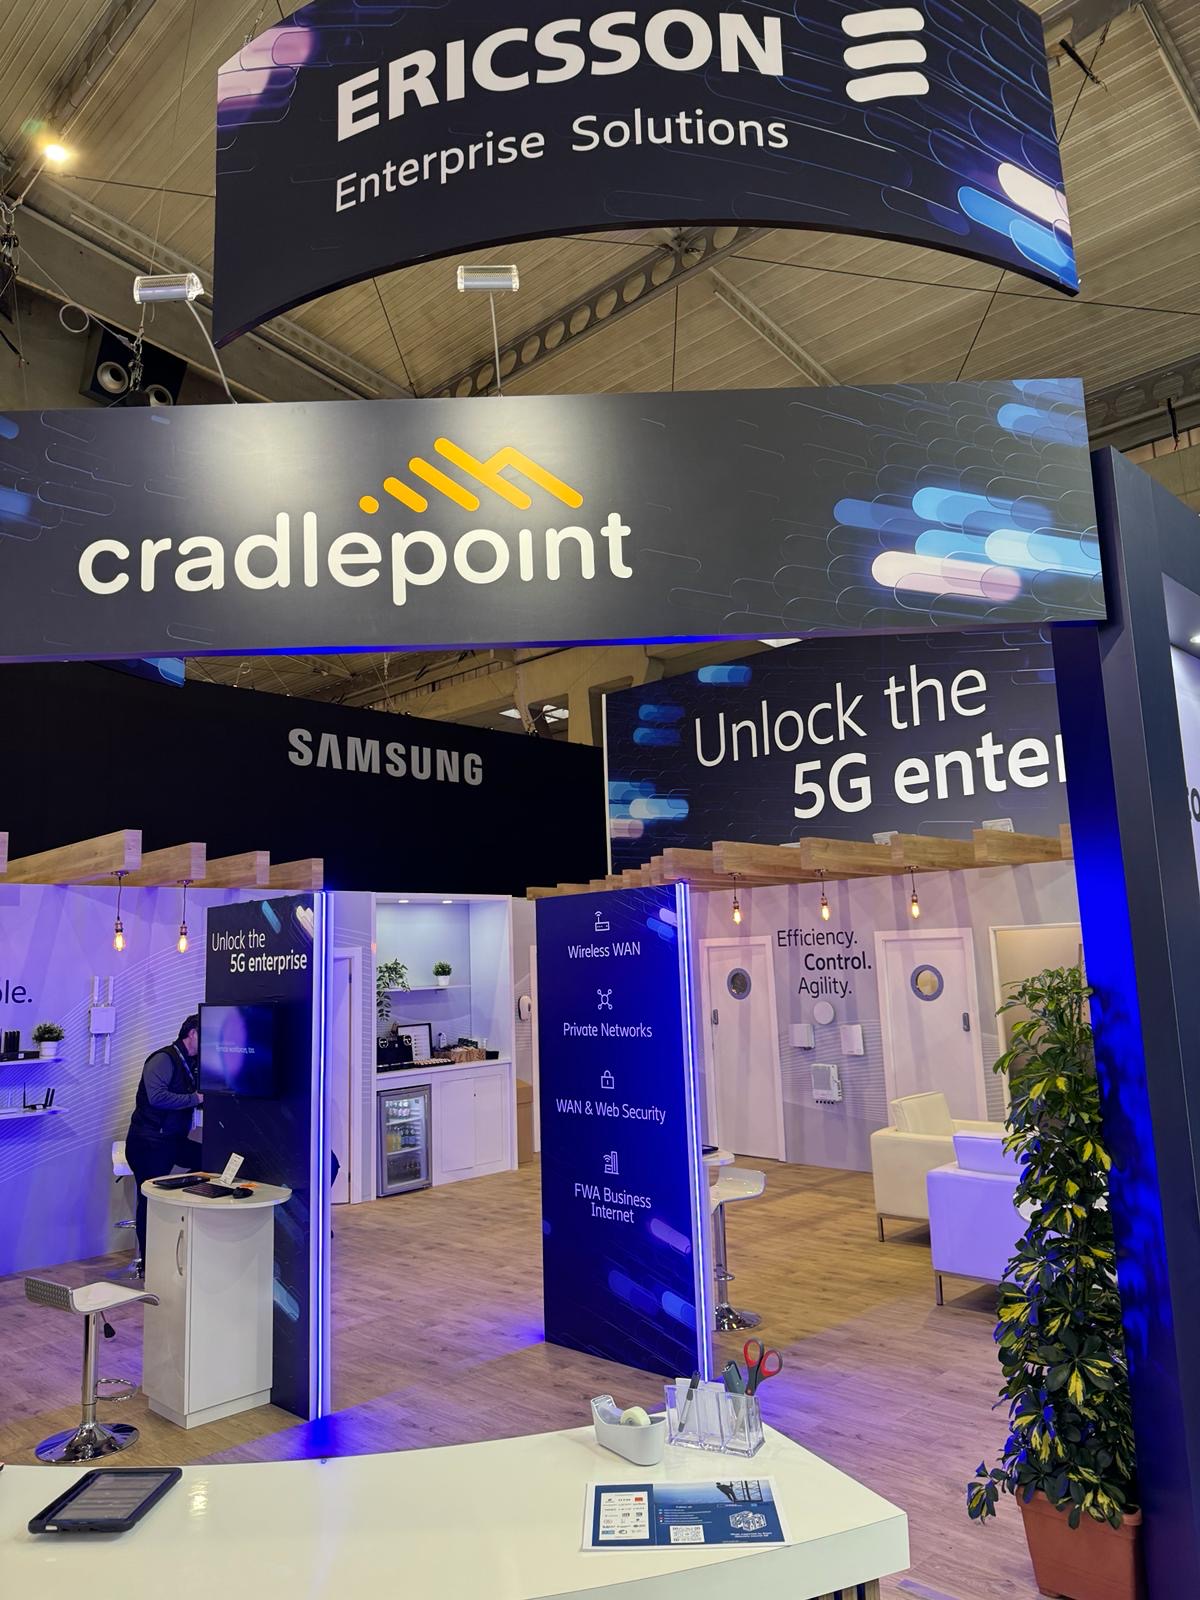 ERICSSON
Enterprise Solutions
cradlepoint
SAMSUNG
Unlock the
5G enter
Unlock the
5G enterprise
Wireless WAN
Private Networks
WAN & Web Security
FWA Business
Internet
Efficiency.
Control.
Agility.